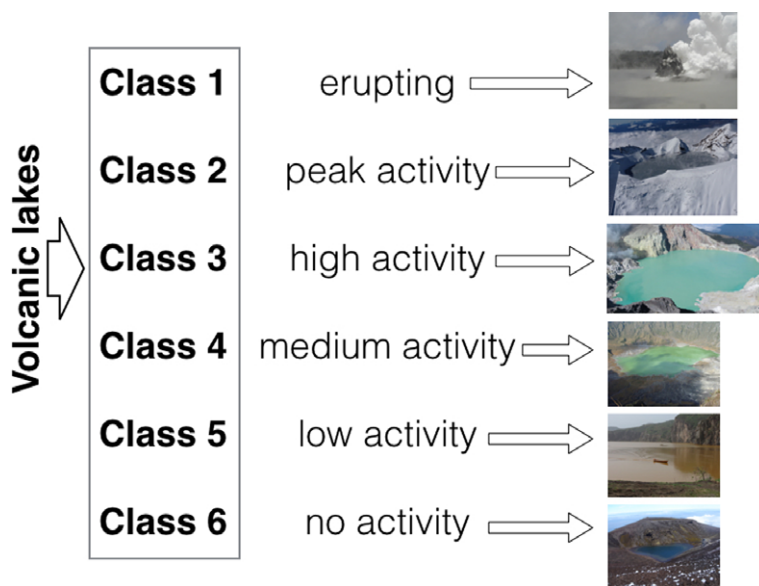 Volcanic lakes
Class 1 erupting
Class 2 peak activity
Class 3 high activity
Class 4 medium activity
Class 5 low activity
Class 6 no activity